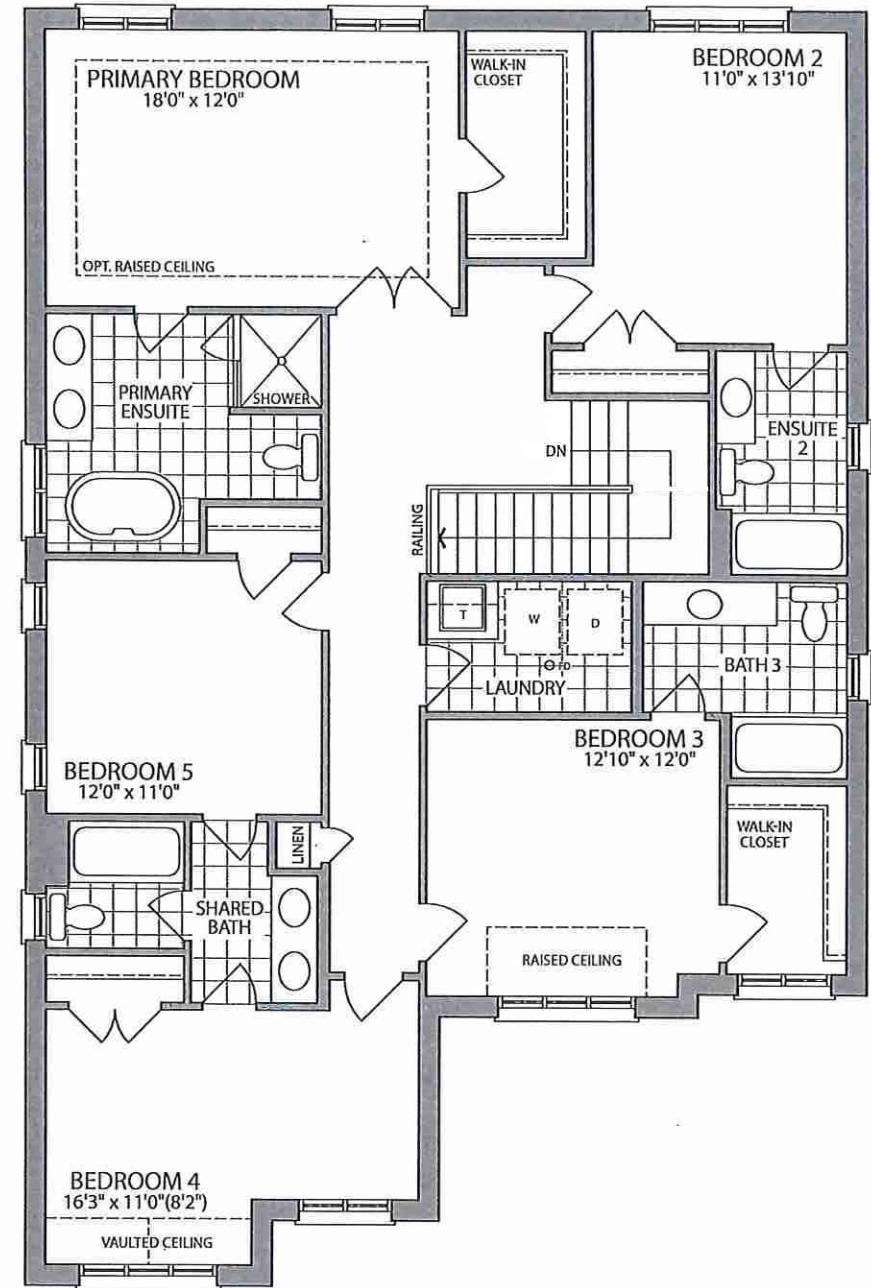 PRIMARY BEDROOM
18'0" x 12'0"
OPT. RAISED CEILING
WALK-IN
CLOSET
BEDROOM 2
11'0" x 13'10"
PRIMARY
ENSUITE
SHOWER
DN
RAILING
ENSUITE
2
T
W
D
FD
LAUNDRY
BATH 3
BEDROOM 5
12'0" x 11'0"
BEDROOM 3
12'10" x 12'0"
LINEN
WALK-IN
CLOSET
SHARED
BATH
RAISED CEILING
BEDROOM 4
16'3" x 11'0"(8'2")
VAULTED CEILING